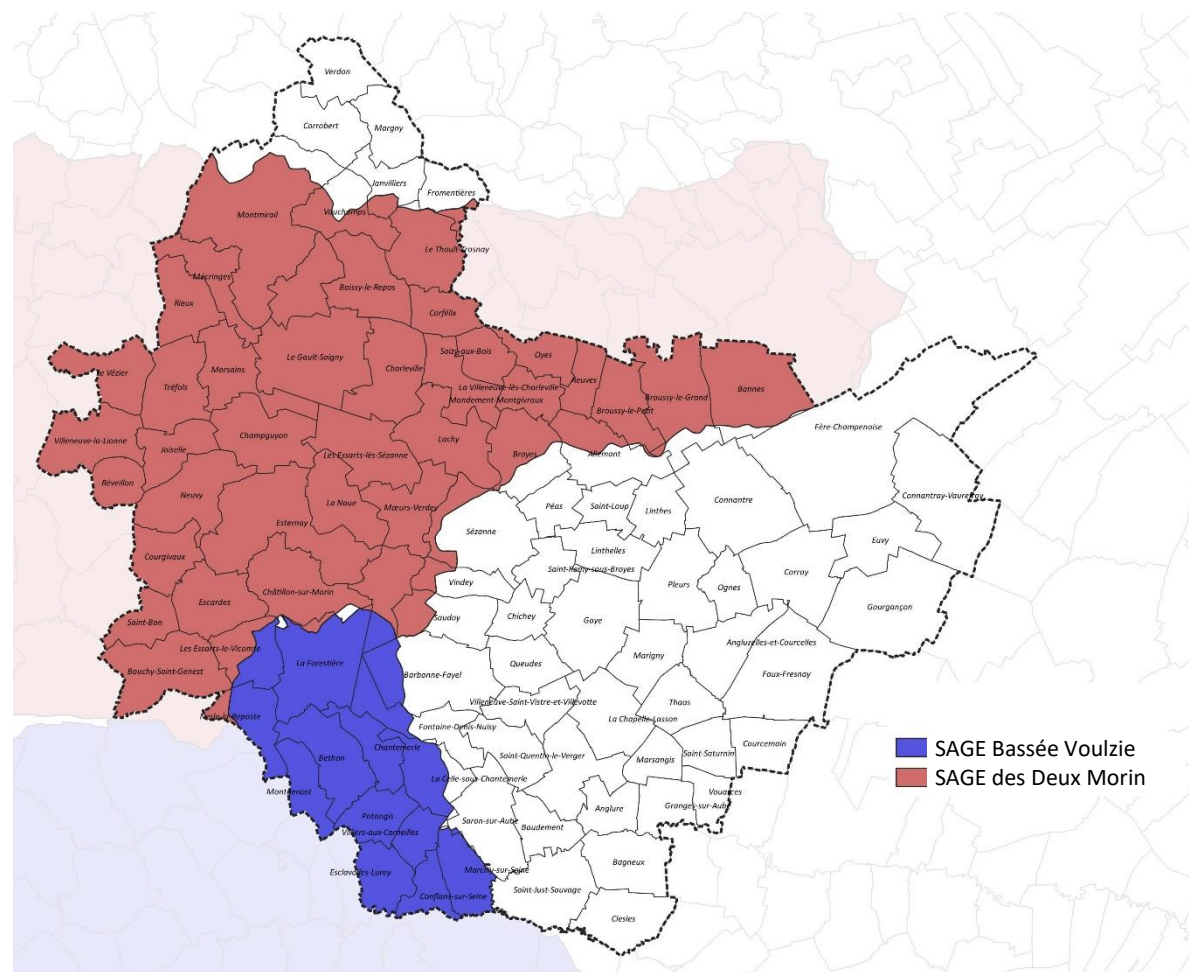 Verdon
Corrobert
Margny
Janvilliers
Fromentières
Montmirail
Vauchamps
Le Thoult-Trosnay
Mécringes
Boissy-le-Repos
Rieux
Corfélix
Le Gault-Soigny
Soizy-aux-Bois
Oyes
Le Vézier
Morsains
Charleville
Reuves
Tréfols
La Villeneuve-lès-Charleville
Bannes
Mondement-Montgivroux
Broussy-le-Grand
Broussy-le-Petit
Villeneuve-la-Lionne
Champguyon
Lachy
Fère-Champenoise
Joiselle
Les Essarts-lès-Sézanne
Broyes
Allemant
Réveillon
Neuvy
La Noue
Connantre
Connantray-Vaurefroy
Mœurs-Verdey
Péas
Saint-Loup
Linthes
Esternay
Sézanne
Euvy
Linthelles
Courgivaux
Saint-Remy-sous-Broyes
Corroy
Vindey
Pleurs
Ognes
Châtillon-sur-Morin
Escardes
Gourgançon
Saint-Bon
Saudoy
Chichey
Gaye
Angluzelles-et-Courcelles
Les Essarts-le-Vicomte
Marigny
La Forestière
Queudes
Bouchy-Saint-Genest
Barbonne-Fayel
Faux-Fresnay
Villeneuve-Saint-Vistre-et-Villevotte
Thaas
Nesle-la-Reposte
La Chapelle-Lasson
Fontaine-Denis-Nuisy
Courcemain
Chantemerle
Saint-Quentin-le-Verger
Saint-Saturnin
Bethon
Marsangis
La Celle-sous-Chantemerle
Montgenost
Vouarces
Granges-sur-Aube
Anglure
Potangis
Saron-sur-Aube
Baudement
Villiers-aux-Corneilles
Bagneux
Esclavolles-Lurey
Marcilly-sur-Seine
Saint-Just-Sauvage
Conflans-sur-Seine
Clesles
SAGE Bassée Voulzie
SAGE des Deux Morin